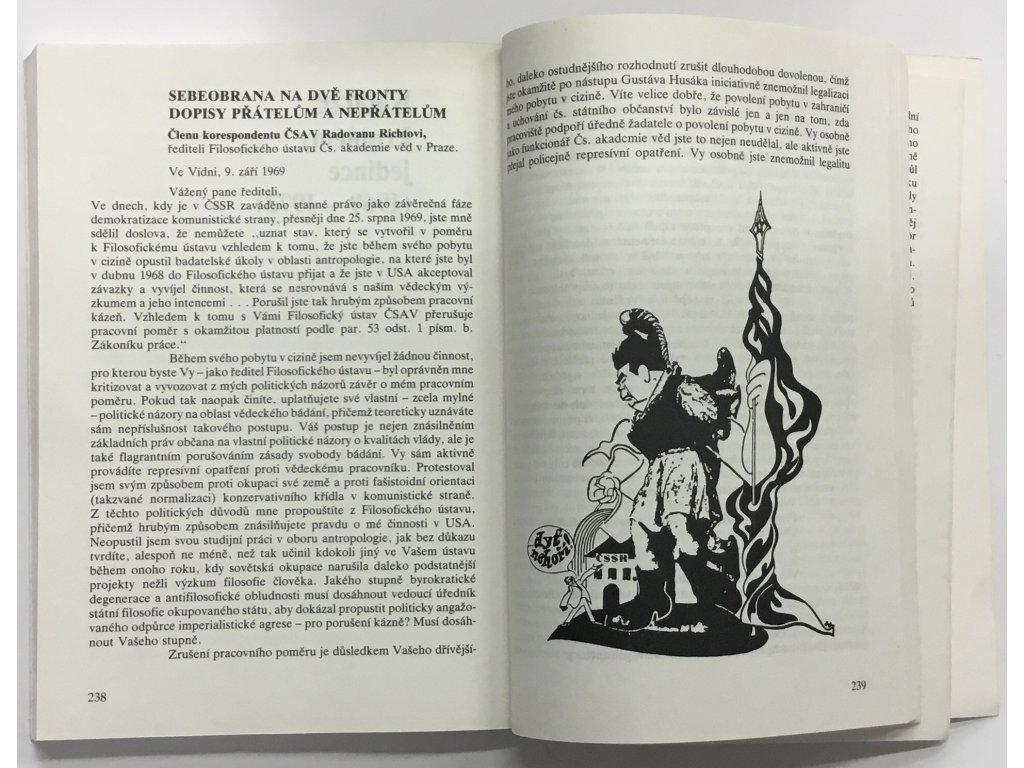 SEBEOBRANA NA DVĚ FRONTY
DOPISY PŘÁTELŮM A NEPŘÁTELŮM
Členu korespondentu ČSAV Radovanu Richtovi,
řediteli Filosofického ústavu Čs. akademie věd v Praze.
Ve Vídni, 9. září 1969
Vážený pane řediteli,
Ve dnech, kdy je v ČSSR zaváděno stanné právo jako závěrečná fáze
demokratizace komunistické strany, přesněji dne 25. srpna 1969, jste mně
sdělil doslova, že nemůžete ,,uznat stav, který se vytvořil v poměru
k Filosofickému ústavu vzhledem k tomu, že jste během svého pobytu
v cizině opustil badatelské úkoly v oblasti antropologie, na které jste byl
v dubnu 1968 do Filosofického ústavu přijat a že jste v USA akceptoval
závazky a vyvíjel činnost, která se nesrovnává s naším vědeckým vý-
zkumem a jeho intencemi . . . Porušil jste tak hrubým způsobem pracovní
kázeň. Vzhledem k tomu s Vámi Filosofický ústav ČSAV přerušuje
pracovní poměr s okamžitou platností podle par. 53 odst. 1 písm. b.
Zákoníku práce.“
Během svého pobytu v cizině jsem nevyvíjel žádnou činnost,
pro kterou byste Vy – jako ředitel Filosofického ústavu – byl oprávněn mne
kritizovat a vyvozovat z mých politických názorů závěr o mém pracovním
poměru. Pokud tak naopak činíte, uplatňujete své vlastní – zcela mylné
– politické názory na oblast vědeckého bádání, přičemž teoreticky uznáváte
sám nepříslušnost takového postupu. Váš postup je nejen znásilněním
základních práv občana na vlastní politické názory o kvalitách vlády, ale je
také flagrantním porušováním zásady svobody bádání. Vy sám aktivně
provádíte represívní opatření proti vědeckému pracovníku. Protestoval
jsem svým způsobem proti okupaci své země a proti fašistoidní orientaci
(takzvané normalizaci) konzervativního křídla v komunistické straně.
Z těchto politických důvodů mne propouštíte z Filosofického ústavu,
přičemž hrubým způsobem znásilňujete pravdu o mé činnosti v USA.
Neopustil jsem svou studijní práci v oboru antropologie, jak bez důkazu
tvrdíte, alespoň ne méně, než tak učinil kdokoli jiný ve Vašem ústavu
během onoho roku, kdy sovětská okupace narušila daleko podstatnější
projekty nežli výzkum filosofie člověka. Jakého stupně byrokratické
degenerace a antifilosofické obludnosti musí dosáhnout vedoucí úředník
státní filosofie okupovaného státu, aby dokázal propustit politicky angažo-
vaného odpůrce imperialistické agrese – pro porušení kázně? Musí dosáh-
nout Vašeho stupně.
Zrušení pracovního poměru je důsledkem Vašeho dřívější-
238
ho, daleko ostudnějšího rozhodnutí zrušit dlouhodobou dovolenou, čímž
jste okamžitě po nástupu Gustáva Husáka iniciativně znemožnil legalizaci
mého pobytu v cizině. Víte velice dobře, že povolení pobytu v zahraničí
a uchování čs. státního občanství bylo závislé jen a jen na tom, zda
pracoviště podpoří úředně žadatele o povolení pobytu v cizině. Vy osobně
jako funkcionář Čs. akademie věd jste to nejen neudělal, ale aktivně jste
přejal policejně represívní opatření. Vy osobně jste znemožnil legalitu
dyť
nehoří!
ČSSR
239